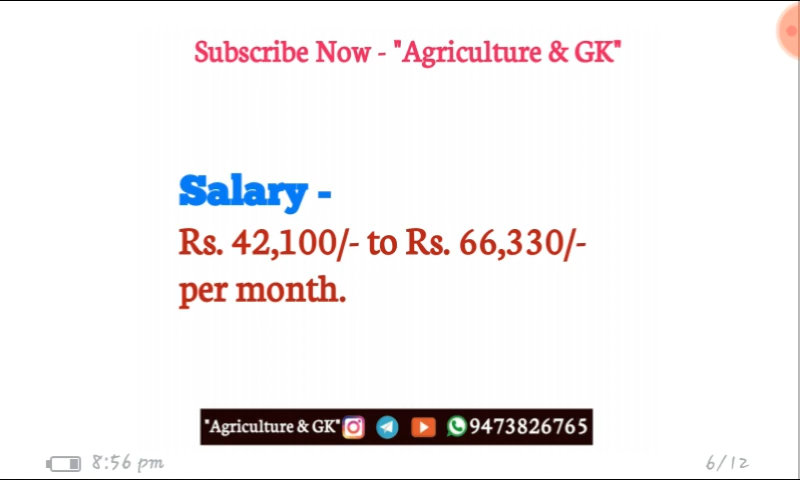 Subscribe Now - "Agriculture & GK"
Salary -
Rs. 42,100/- to Rs. 66,330/-
per month.
"Agriculture & GK" 9473826765
8:56 pm 6/12